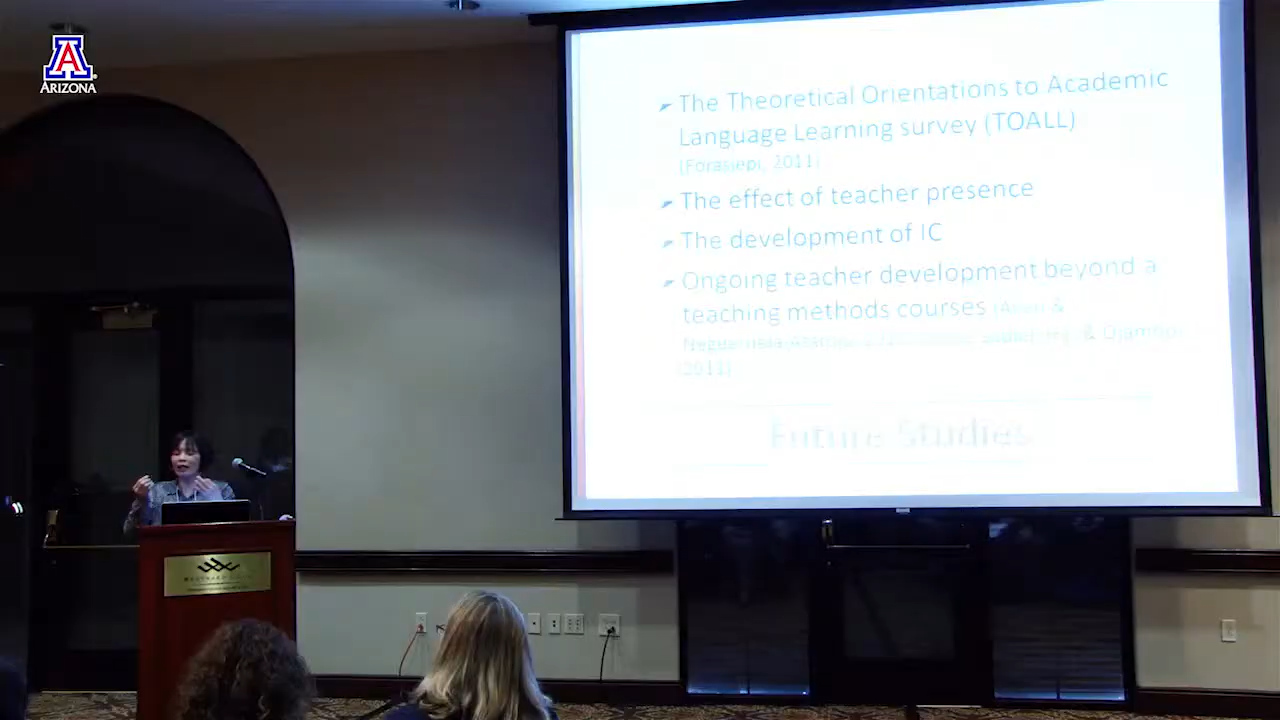 A
ARIZONA
The Theoretical Orientations to Academic
Language Learning survey (TOALL)
(Forasiepi, 2011)
The effect of teacher presence
The development of IC
Ongoing teacher development beyond a
teaching methods courses
(2011)
Future Studies